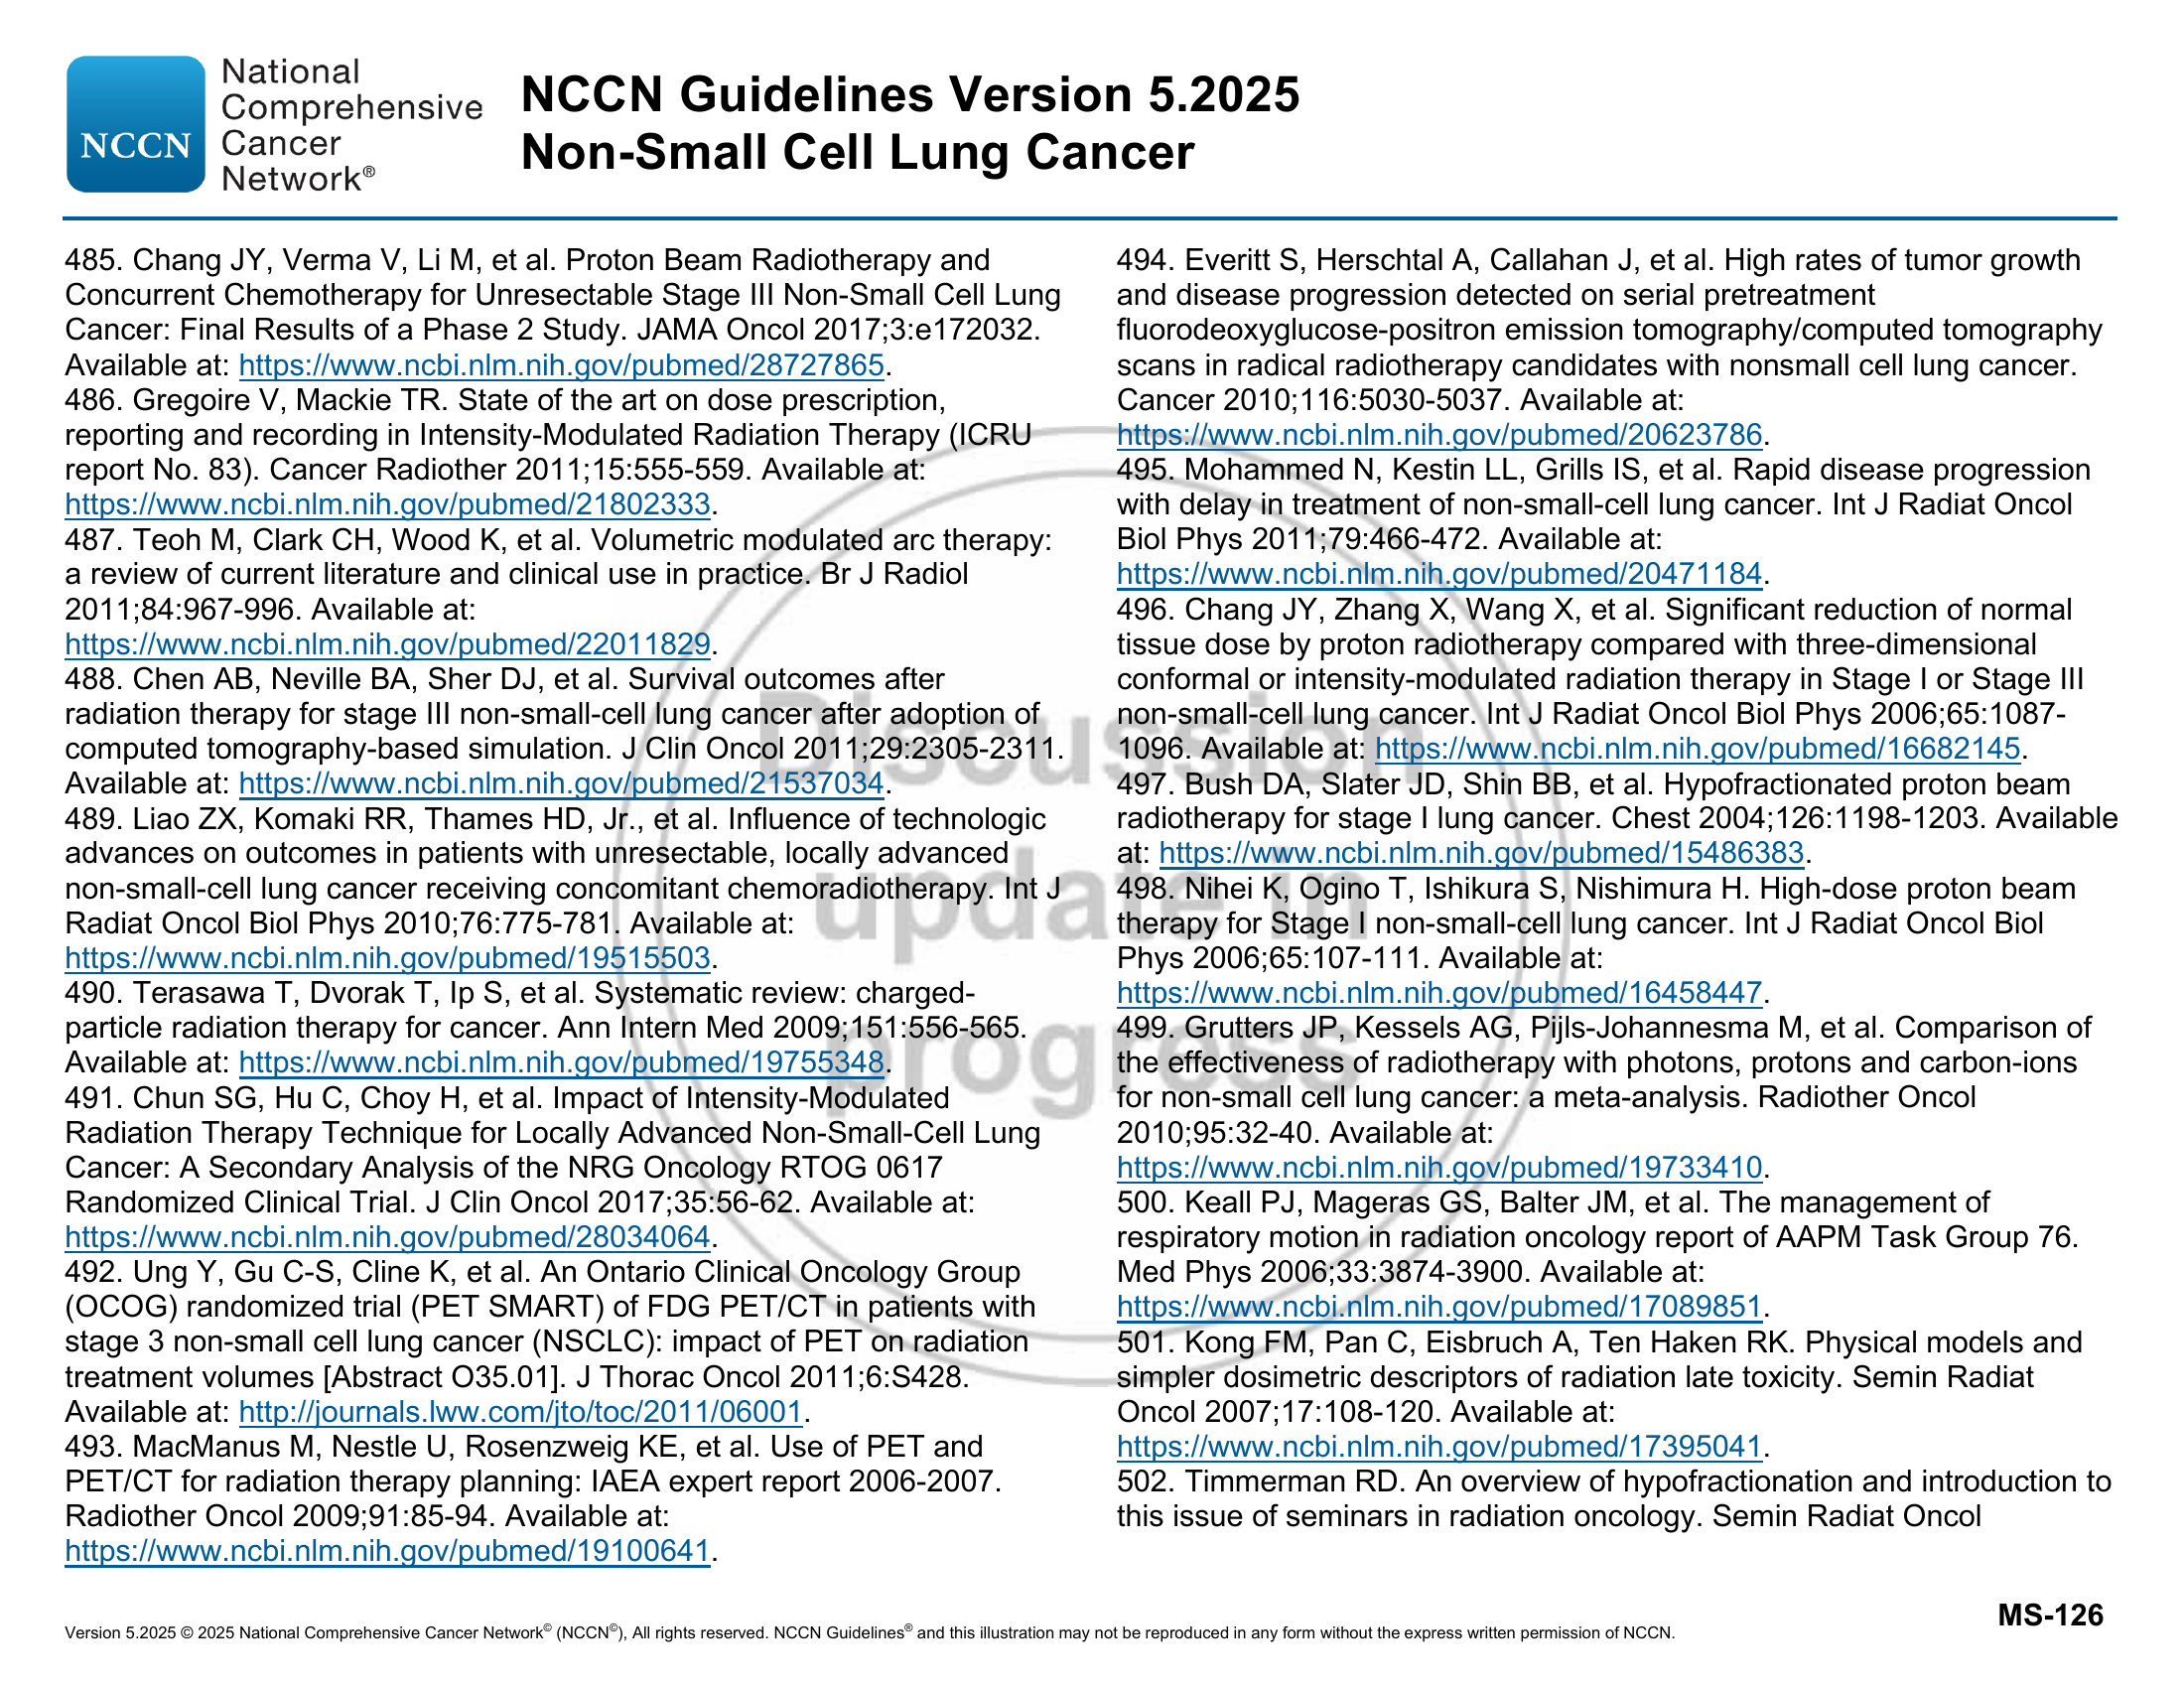 NCCN
National
Comprehensive
Cancer
Network®
NCCN Guidelines Version 5.2025
Non-Small Cell Lung Cancer
485. Chang JY, Verma V, Li M, et al. Proton Beam Radiotherapy and
Concurrent Chemotherapy for Unresectable Stage III Non-Small Cell Lung
Cancer: Final Results of a Phase 2 Study. JAMA Oncol 2017;3:e172032.
Available at: https://www.ncbi.nlm.nih.gov/pubmed/28727865.
486. Gregoire V, Mackie TR. State of the art on dose prescription,
reporting and recording in Intensity-Modulated Radiation Therapy (ICRU
report No. 83). Cancer Radiother 2011;15:555-559. Available at:
https://www.ncbi.nlm.nih.gov/pubmed/21802333.
487. Teoh M, Clark CH, Wood K, et al. Volumetric modulated arc therapy:
a review of current literature and clinical use in practice. Br J Radiol
2011;84:967-996. Available at:
https://www.ncbi.nlm.nih.gov/pubmed/22011829.
488. Chen AB, Neville BA, Sher DJ, et al. Survival outcomes after
radiation therapy for stage III non-small-cell lung cancer after adoption of
computed tomography-based simulation. J Clin Oncol 2011;29:2305-2311.
Available at: https://www.ncbi.nlm.nih.gov/pubmed/21537034.
489. Liao ZX, Komaki RR, Thames HD, Jr., et al. Influence of technologic
advances on outcomes in patients with unresectable, locally advanced
non-small-cell lung cancer receiving concomitant chemoradiotherapy. Int J
Radiat Oncol Biol Phys 2010;76:775-781. Available at:
https://www.ncbi.nlm.nih.gov/pubmed/19515503.
490. Terasawa T, Dvorak T, Ip S, et al. Systematic review: charged-
particle radiation therapy for cancer. Ann Intern Med 2009;151:556-565.
Available at: https://www.ncbi.nlm.nih.gov/pubmed/19755348.
491. Chun SG, Hu C, Choy H, et al. Impact of Intensity-Modulated
Radiation Therapy Technique for Locally Advanced Non-Small-Cell Lung
Cancer: A Secondary Analysis of the NRG Oncology RTOG 0617
Randomized Clinical Trial. J Clin Oncol 2017;35:56-62. Available at:
https://www.ncbi.nlm.nih.gov/pubmed/28034064.
492. Ung Y, Gu C-S, Cline K, et al. An Ontario Clinical Oncology Group
(OCOG) randomized trial (PET SMART) of FDG PET/CT in patients with
stage 3 non-small cell lung cancer (NSCLC): impact of PET on radiation
treatment volumes [Abstract O35.01]. J Thorac Oncol 2011;6:S428.
Available at: http://journals.lww.com/jto/toc/2011/06001.
493. MacManus M, Nestle U, Rosenzweig KE, et al. Use of PET and
PET/CT for radiation therapy planning: IAEA expert report 2006-2007.
Radiother Oncol 2009;91:85-94. Available at:
https://www.ncbi.nlm.nih.gov/pubmed/19100641.
494. Everitt S, Herschtal A, Callahan J, et al. High rates of tumor growth
and disease progression detected on serial pretreatment
fluorodeoxyglucose-positron emission tomography/computed tomography
scans in radical radiotherapy candidates with nonsmall cell lung cancer.
Cancer 2010;116:5030-5037. Available at:
https://www.ncbi.nlm.nih.gov/pubmed/20623786.
495. Mohammed N, Kestin LL, Grills IS, et al. Rapid disease progression
with delay in treatment of non-small-cell lung cancer. Int J Radiat Oncol
Biol Phys 2011;79:466-472. Available at:
https://www.ncbi.nlm.nih.gov/pubmed/20471184.
496. Chang JY, Zhang X, Wang X, et al. Significant reduction of normal
tissue dose by proton radiotherapy compared with three-dimensional
conformal or intensity-modulated radiation therapy in Stage I or Stage III
non-small-cell lung cancer. Int J Radiat Oncol Biol Phys 2006;65:1087-
1096. Available at: https://www.ncbi.nlm.nih.gov/pubmed/16682145.
497. Bush DA, Slater JD, Shin BB, et al. Hypofractionated proton beam
radiotherapy for stage I lung cancer. Chest 2004;126:1198-1203. Available
at: https://www.ncbi.nlm.nih.gov/pubmed/15486383.
498. Nihei K, Ogino T, Ishikura S, Nishimura H. High-dose proton beam
therapy for Stage I non-small-cell lung cancer. Int J Radiat Oncol Biol
Phys 2006;65:107-111. Available at:
https://www.ncbi.nlm.nih.gov/pubmed/16458447.
499. Grutters JP, Kessels AG, Pijls-Johannesma M, et al. Comparison of
the effectiveness of radiotherapy with photons, protons and carbon-ions
for non-small cell lung cancer: a meta-analysis. Radiother Oncol
2010;95:32-40. Available at:
https://www.ncbi.nlm.nih.gov/pubmed/19733410.
500. Keall PJ, Mageras GS, Balter JM, et al. The management of
respiratory motion in radiation oncology report of AAPM Task Group 76.
Med Phys 2006;33:3874-3900. Available at:
https://www.ncbi.nlm.nih.gov/pubmed/17089851.
501. Kong FM, Pan C, Eisbruch A, Ten Haken RK. Physical models and
simpler dosimetric descriptors of radiation late toxicity. Semin Radiat
Oncol 2007;17:108-120. Available at:
https://www.ncbi.nlm.nih.gov/pubmed/17395041.
502. Timmerman RD. An overview of hypofractionation and introduction to
this issue of seminars in radiation oncology. Semin Radiat Oncol
Discussion
update in
progress
MS-126
Version 5.2025 © 2025 National Comprehensive Cancer Network© (NCCN©), All rights reserved. NCCN Guidelines® and this illustration may not be reproduced in any form without the express written permission of NCCN.